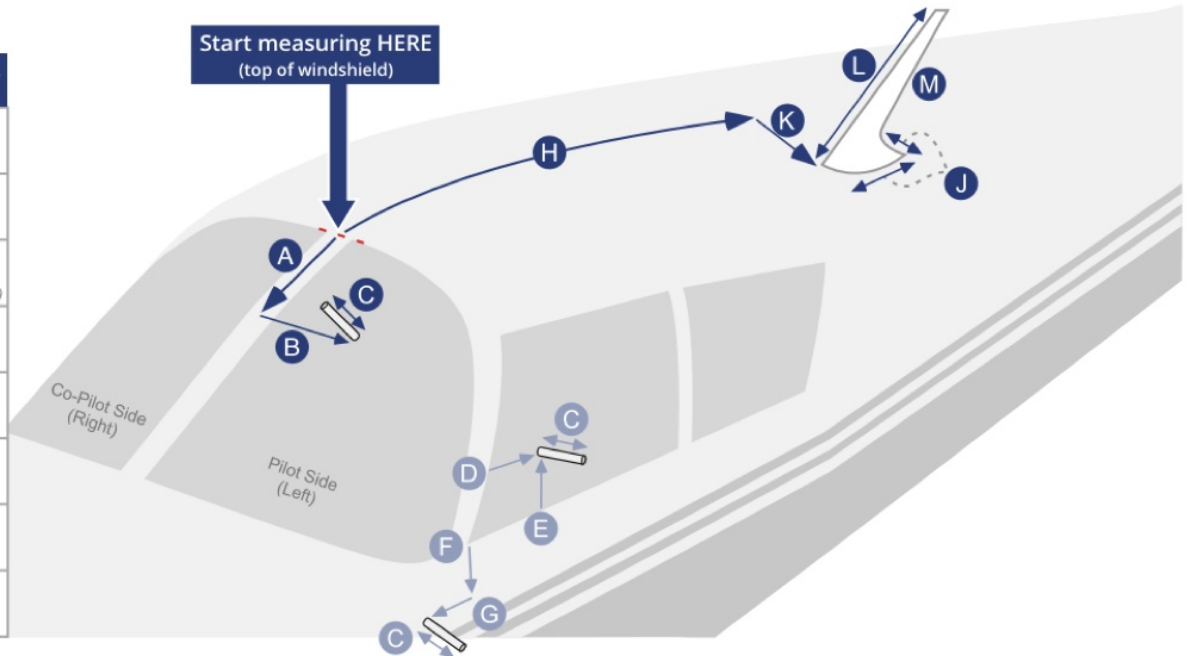 Start measuring HERE
(top of windshield)
L
M
K
H
J
A
C
B
Co-Pilot Side
(Right)
C
D
Pilot Side
(Left)
E
F
G
C